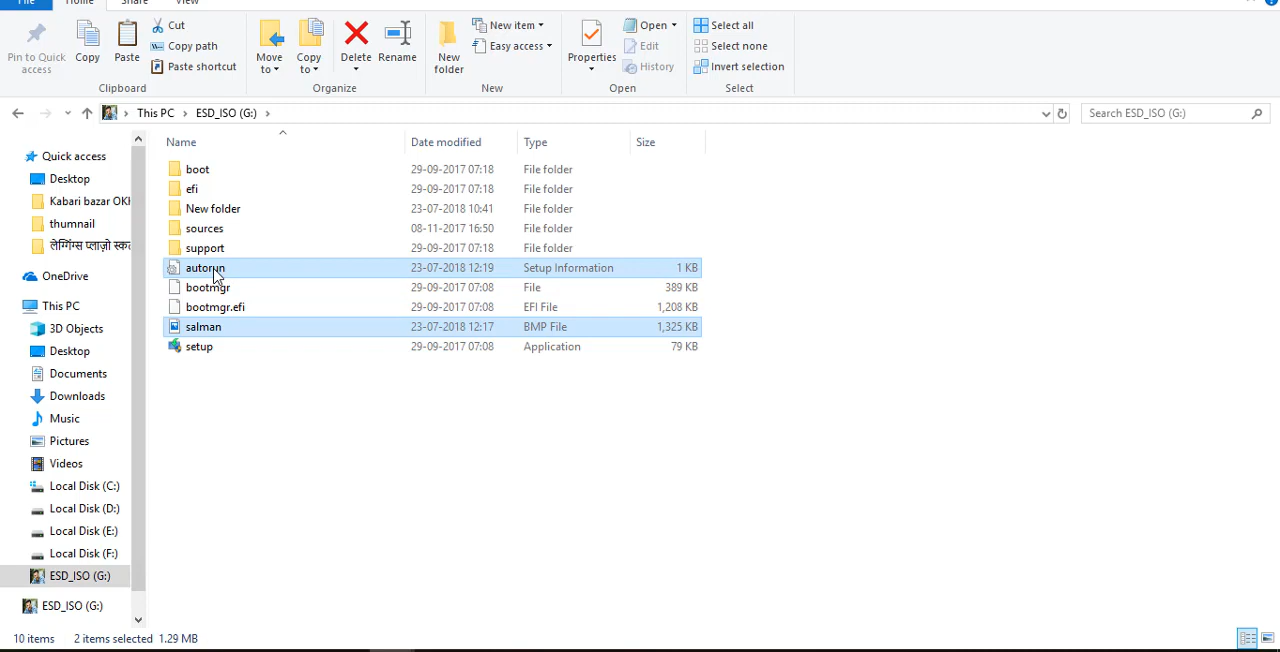 File Home Share View
Pin to Quick access
Copy
Paste
Cut
Copy path
Paste shortcut
Clipboard
Move to
Copy to
Delete
Rename
Organize
New folder
New item
Easy access
New
Properties
Open
Edit
History
Open
Select all
Select none
Invert selection
Select
This PC ESD_ISO (G:)
Search ESD_ISO (G:)
Name Date modified Type Size
boot 29-09-2017 07:18 File folder
efi 29-09-2017 07:18 File folder
New folder 23-07-2018 10:41 File folder
sources 08-11-2017 16:50 File folder
support 29-09-2017 07:18 File folder
autorun 23-07-2018 12:19 Setup Information 1 KB
bootmgr 29-09-2017 07:08 File 389 KB
bootmgr.efi 29-09-2017 07:08 EFI File 1,208 KB
salman 23-07-2018 12:17 BMP File 1,325 KB
setup 29-09-2017 07:08 Application 79 KB
Quick access
Desktop
Kabari bazar OKH
thumnail
लेग्गिंग्स प्लाज़ो स्क
OneDrive
This PC
3D Objects
Desktop
Documents
Downloads
Music
Pictures
Videos
Local Disk (C:)
Local Disk (D:)
Local Disk (E:)
Local Disk (F:)
ESD_ISO (G:)
ESD_ISO (G:)
10 items 2 items selected 1.29 MB